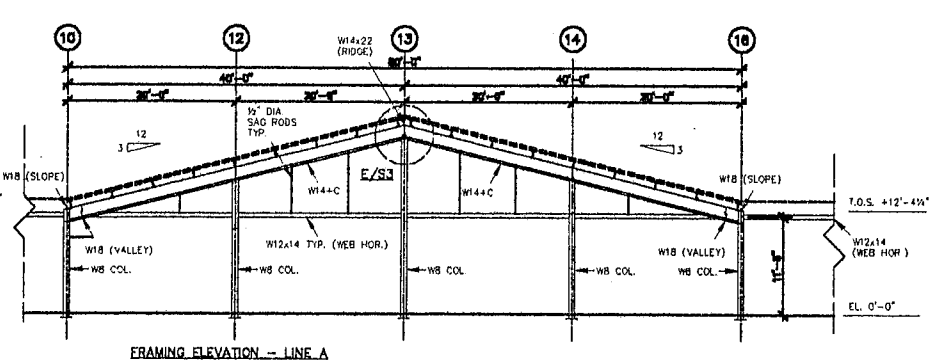 10 12 13 14 16
W14x22
(RIDGE)
80'-0"
40'-0" 40'-0"
20'-0" 20'-0" 20'-0" 20'-0"
½" DIA
SAG RODS
TYP.
12
3
12
3
E/S3
W18 (SLOPE)
W14+C
W14+C
W18 (SLOPE)
T.O.S. +12'-4¼"
W18 (VALLEY)
W12x14 TYP. (WEB HOR.)
W18 (VALLEY)
W12x14
(WEB HOR.)
W8 COL. W8 COL. W8 COL. W8 COL. W8 COL.
EL. 0'-0"
FRAMING ELEVATION - LINE A